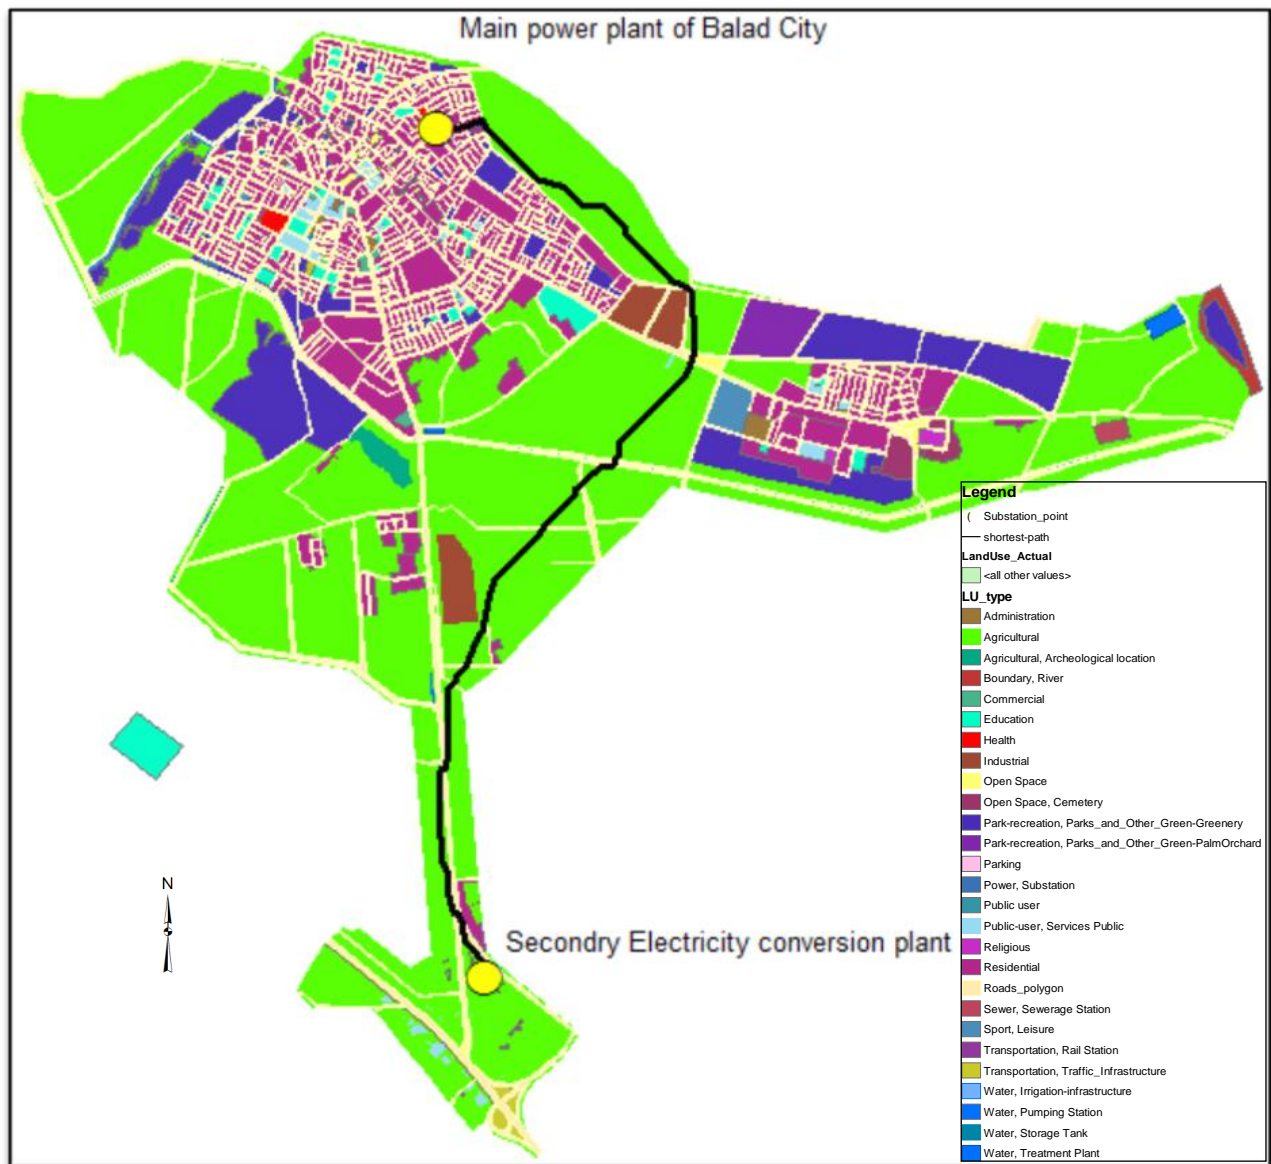 Main power plant of Balad City
N
Secondry Electricity conversion plant
Legend
( Substation_point
shortest-path
LandUse_Actual
<all other values>
LU_type
Administration
Agricultural
Agricultural, Archeological location
Boundary, River
Commercial
Education
Health
Industrial
Open Space
Open Space, Cemetery
Park-recreation, Parks_and_Other_Green-Greenery
Park-recreation, Parks_and_Other_Green-PalmOrchard
Parking
Power, Substation
Public user
Public-user, Services Public
Religious
Residential
Roads_polygon
Sewer, Sewerage Station
Sport, Leisure
Transportation, Rail Station
Transportation, Traffic_Infrastructure
Water, Irrigation-infrastructure
Water, Pumping Station
Water, Storage Tank
Water, Treatment Plant